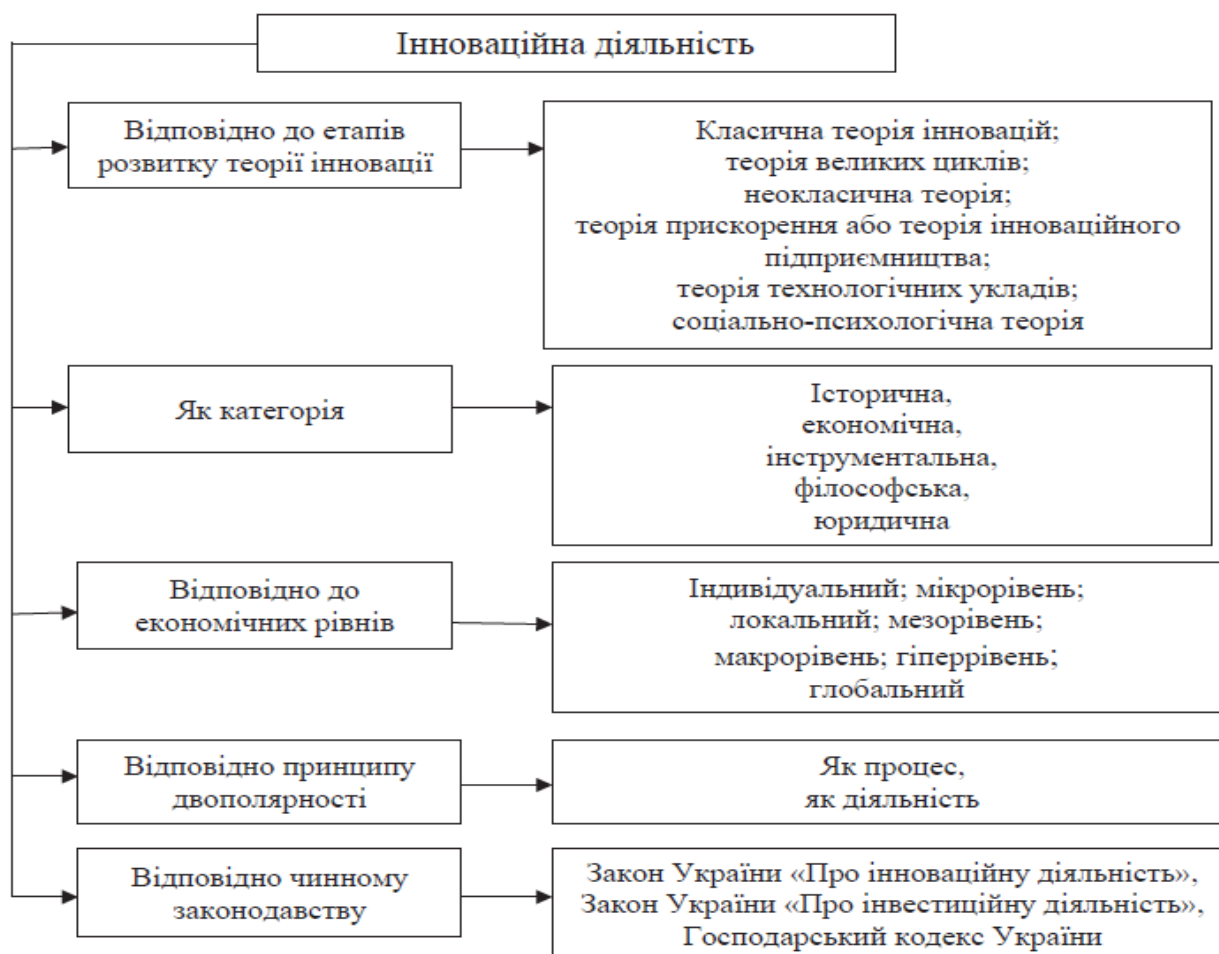 Інноваційна діяльність
Відповідно до етапів
розвитку теорії інновації
Класична теорія інновацій;
теорія великих циклів;
неокласична теорія;
теорія прискорення або теорія інноваційного
підприємництва;
теорія технологічних укладів;
соціально-психологічна теорія
Як категорія
Історична,
економічна,
інструментальна,
філософська,
юридична
Відповідно до
економічних рівнів
Індивідуальний; мікрорівень;
локальний; мезорівень;
макрорівень; гіперрівень;
глобальний
Відповідно принципу
двополярності
Як процес,
як діяльність
Відповідно чинному
законодавству
Закон України «Про інноваційну діяльність»,
Закон України «Про інвестиційну діяльність»,
Господарський кодекс України